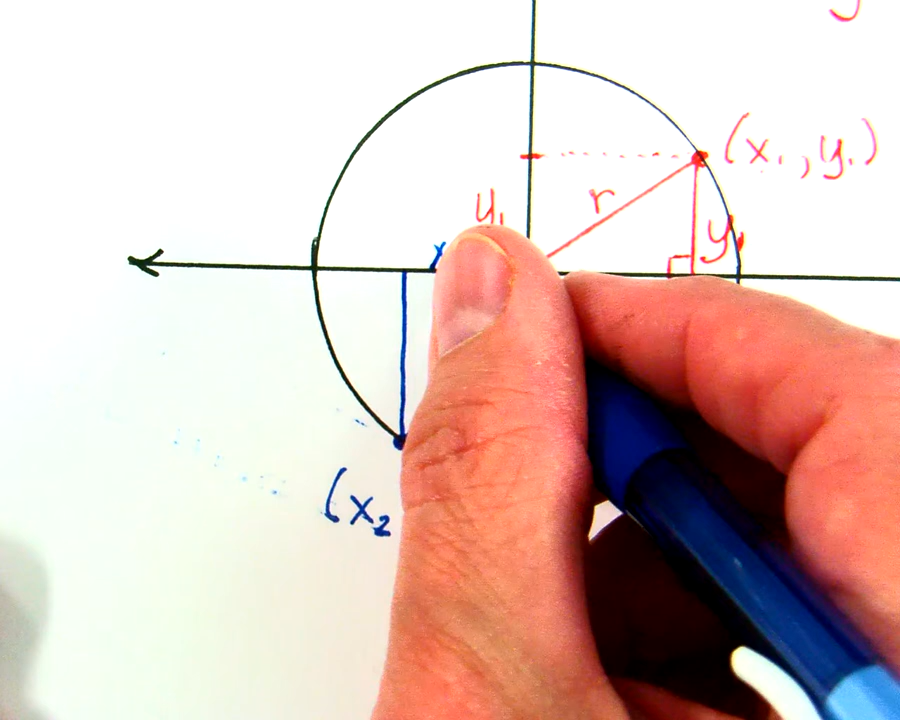 (x₁, y₁)
r
y₁
y₁
x
(x₂